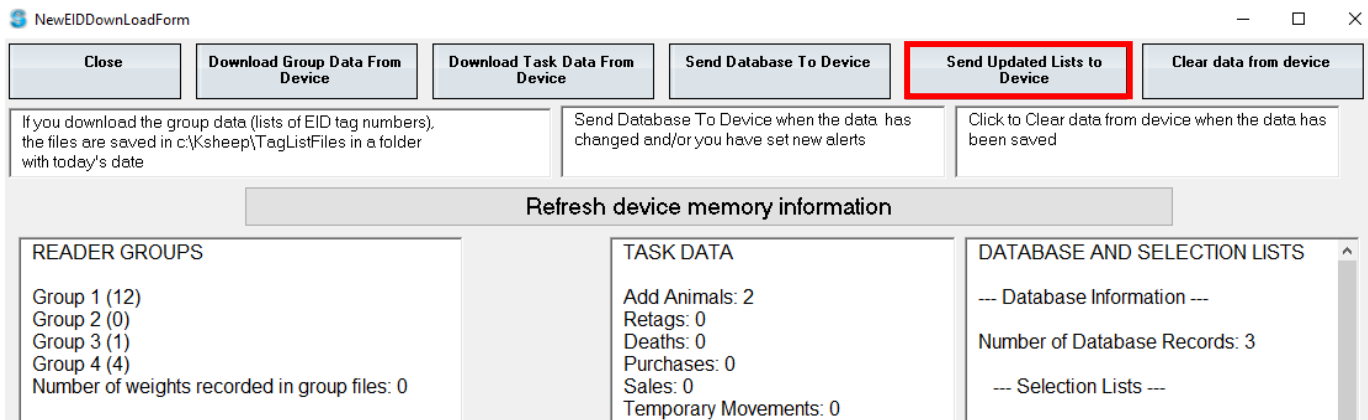 NewEIDDownLoadForm
Close
Download Group Data From
Device
Download Task Data From
Device
Send Database To Device
Send Updated Lists to
Device
Clear data from device
If you download the group data (lists of EID tag numbers),
the files are saved in c:\Ksheep\TagListFiles in a folder
with today's date
Send Database To Device when the data has
changed and/or you have set new alerts
Click to Clear data from device when the data has
been saved
Refresh device memory information
READER GROUPS
Group 1 (12)
Group 2 (0)
Group 3 (1)
Group 4 (4)
Number of weights recorded in group files: 0
TASK DATA
Add Animals: 2
Retags: 0
Deaths: 0
Purchases: 0
Sales: 0
Temporary Movements: 0
DATABASE AND SELECTION LISTS
--- Database Information ---
Number of Database Records: 3
--- Selection Lists ---